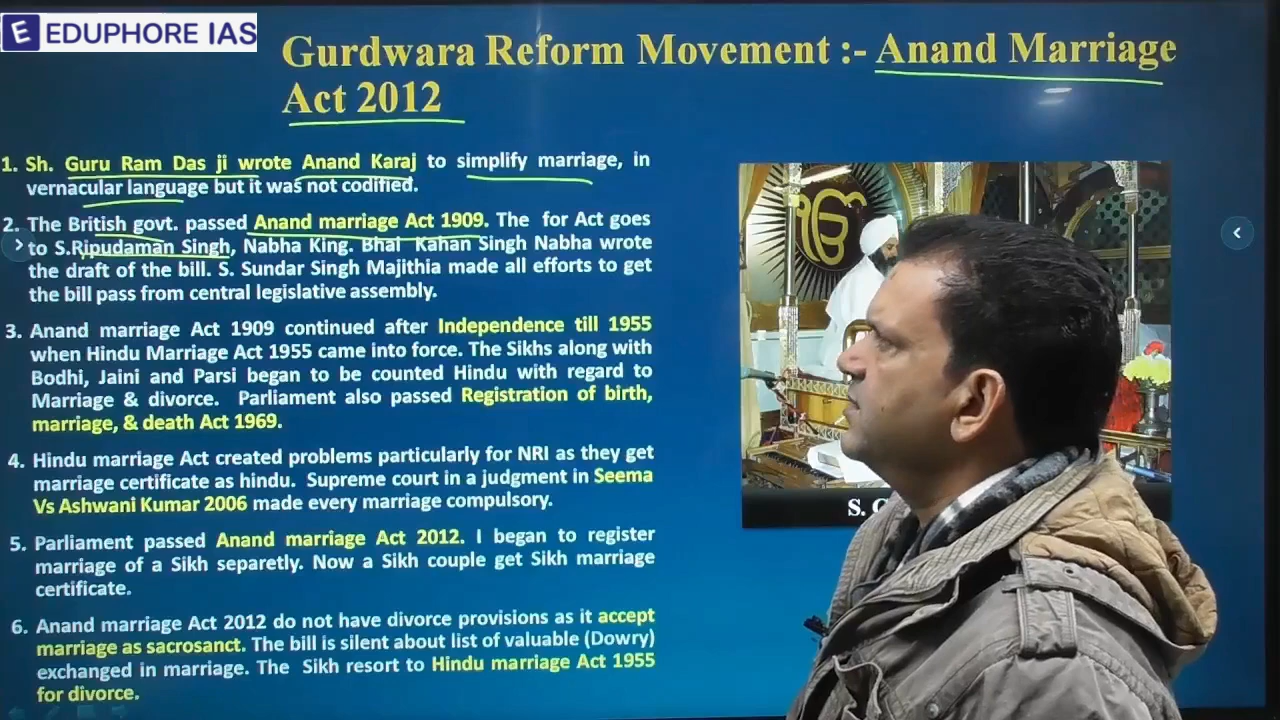 E EDUPHORE IAS
Gurdwara Reform Movement :- Anand Marriage
Act 2012
1. Sh. Guru Ram Das ji wrote Anand Karaj to simplify marriage, in
vernacular language but it was not codified.
2. The British govt. passed Anand marriage Act 1909. The for Act goes
to S.Ripudaman Singh, Nabha King. Bhai Kahan Singh Nabha wrote
the draft of the bill. S. Sundar Singh Majithia made all efforts to get
the bill pass from central legislative assembly.
3. Anand marriage Act 1909 continued after Independence till 1955
when Hindu Marriage Act 1955 came into force. The Sikhs along with
Bodhi, Jaini and Parsi began to be counted Hindu with regard to
Marriage & divorce. Parliament also passed Registration of birth,
marriage, & death Act 1969.
4. Hindu marriage Act created problems particularly for NRI as they get
marriage certificate as hindu. Supreme court in a judgment in Seema
Vs Ashwani Kumar 2006 made every marriage compulsory.
5. Parliament passed Anand marriage Act 2012. I began to register
marriage of a Sikh separetly. Now a Sikh couple get Sikh marriage
certificate.
6. Anand marriage Act 2012 do not have divorce provisions as it accept
marriage as sacrosanct. The bill is silent about list of valuable (Dowry)
exchanged in marriage. The Sikh resort to Hindu marriage Act 1955
for divorce.
ੴ
S.